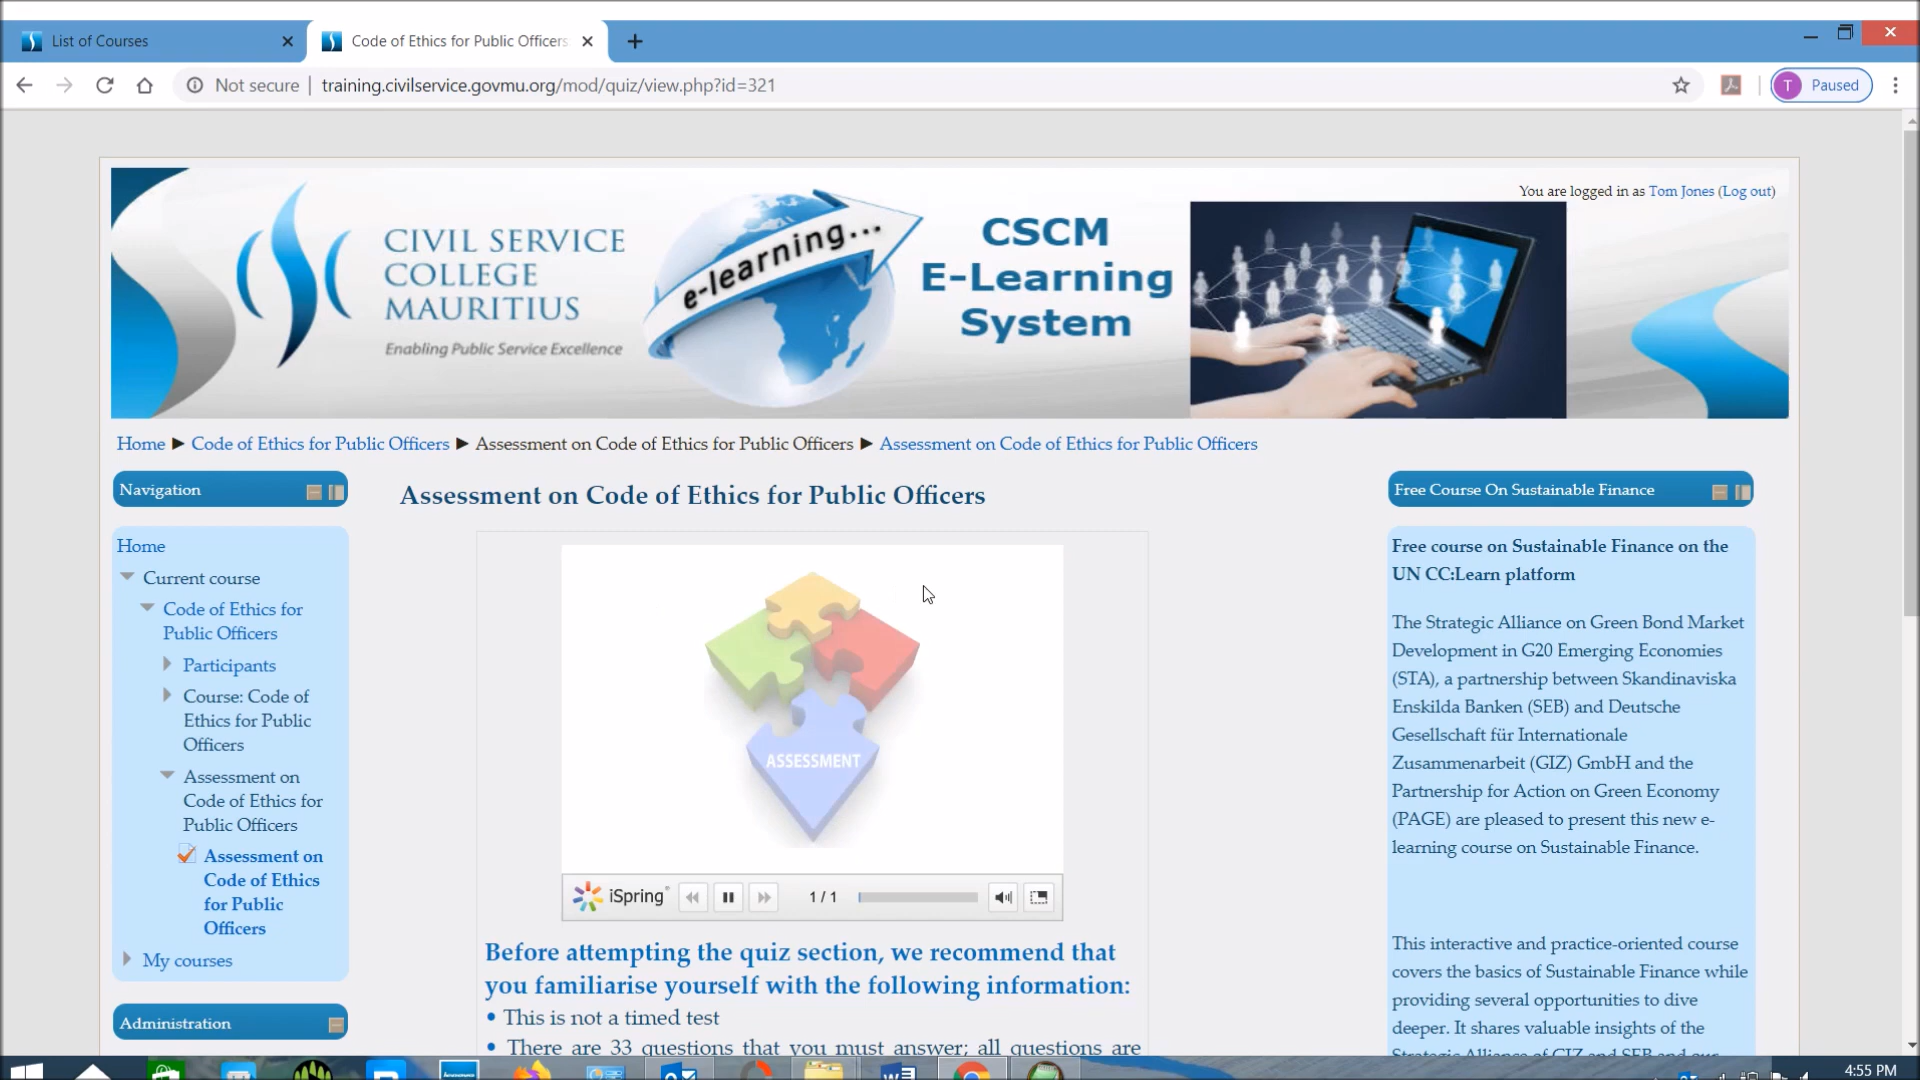 List of Courses
Code of Ethics for Public Officers
Not secure | training.civilservice.govmu.org/mod/quiz/view.php?id=321
T Paused
You are logged in as Tom Jones (Log out)
CIVIL SERVICE
COLLEGE
MAURITIUS
Enabling Public Service Excellence
e-learning...
CSCM
E-Learning
System
Home ► Code of Ethics for Public Officers ► Assessment on Code of Ethics for Public Officers ► Assessment on Code of Ethics for Public Officers
Navigation
Home
Current course
Code of Ethics for
Public Officers
Participants
Course: Code of
Ethics for Public
Officers
Assessment on
Code of Ethics for
Public Officers
Assessment on
Code of Ethics
for Public
Officers
My courses
Administration
Assessment on Code of Ethics for Public Officers
ASSESSMENT
iSpring
1 / 1
Before attempting the quiz section, we recommend that
you familiarise yourself with the following information:
• This is not a timed test
• There are 33 questions that you must answer; all questions are
Free Course On Sustainable Finance
Free course on Sustainable Finance on the
UN CC:Learn platform
The Strategic Alliance on Green Bond Market
Development in G20 Emerging Economies
(STA), a partnership between Skandinaviska
Enskilda Banken (SEB) and Deutsche
Gesellschaft für Internationale
Zusammenarbeit (GIZ) GmbH and the
Partnership for Action on Green Economy
(PAGE) are pleased to present this new e-
learning course on Sustainable Finance.
This interactive and practice-oriented course
covers the basics of Sustainable Finance while
providing several opportunities to dive
deeper. It shares valuable insights of the
Strategic Alliance of GIZ and SEB and our
4:55 PM